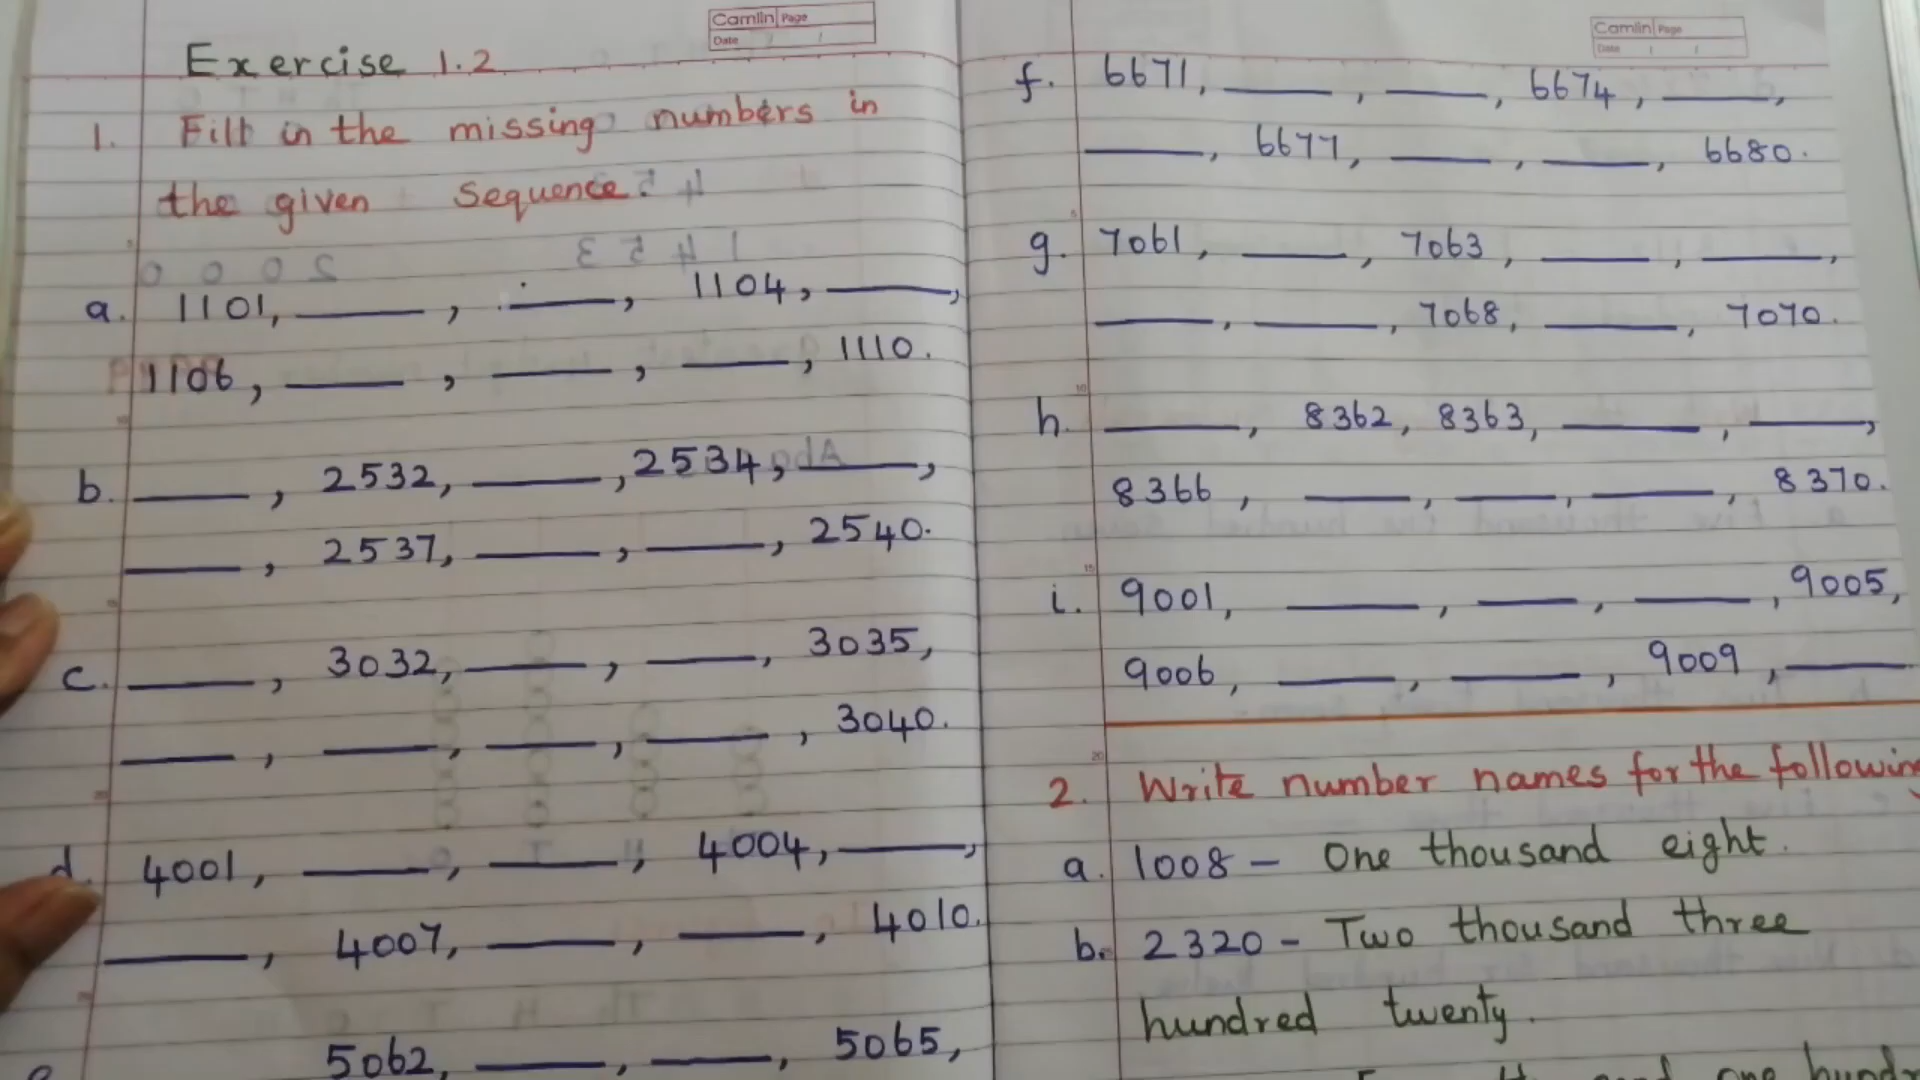 Camlin Page
Date
Exercise 1.2
1. Fill in the missing numbers in
the given sequence.
a. 1101, ____, ____, 1104, ____,
1106, ____, ____, ____, 1110.
b. ____, 2532, ____, 2534, ____,
____, 2537, ____, ____, 2540.
c. ____, 3032, ____, ____, 3035,
____, ____, ____, ____, 3040.
d. 4001, ____, ____, 4004, ____,
____, 4007, ____, ____, 4010.
5062, ____, ____, 5065,
Camlin Page
Date
f. 6671, ____, ____, 6674, ____,
____, 6677, ____, ____, 6680.
g. 7061, ____, 7063, ____, ____,
____, ____, 7068, ____, 7070.
h. ____, 8362, 8363, ____, ____,
8366, ____, ____, ____, 8370.
i. 9001, ____, ____, ____, 9005,
9006, ____, ____, 9009, ____
2. Write number names for the following
a. 1008 - One thousand eight.
b. 2320 - Two thousand three
hundred twenty.